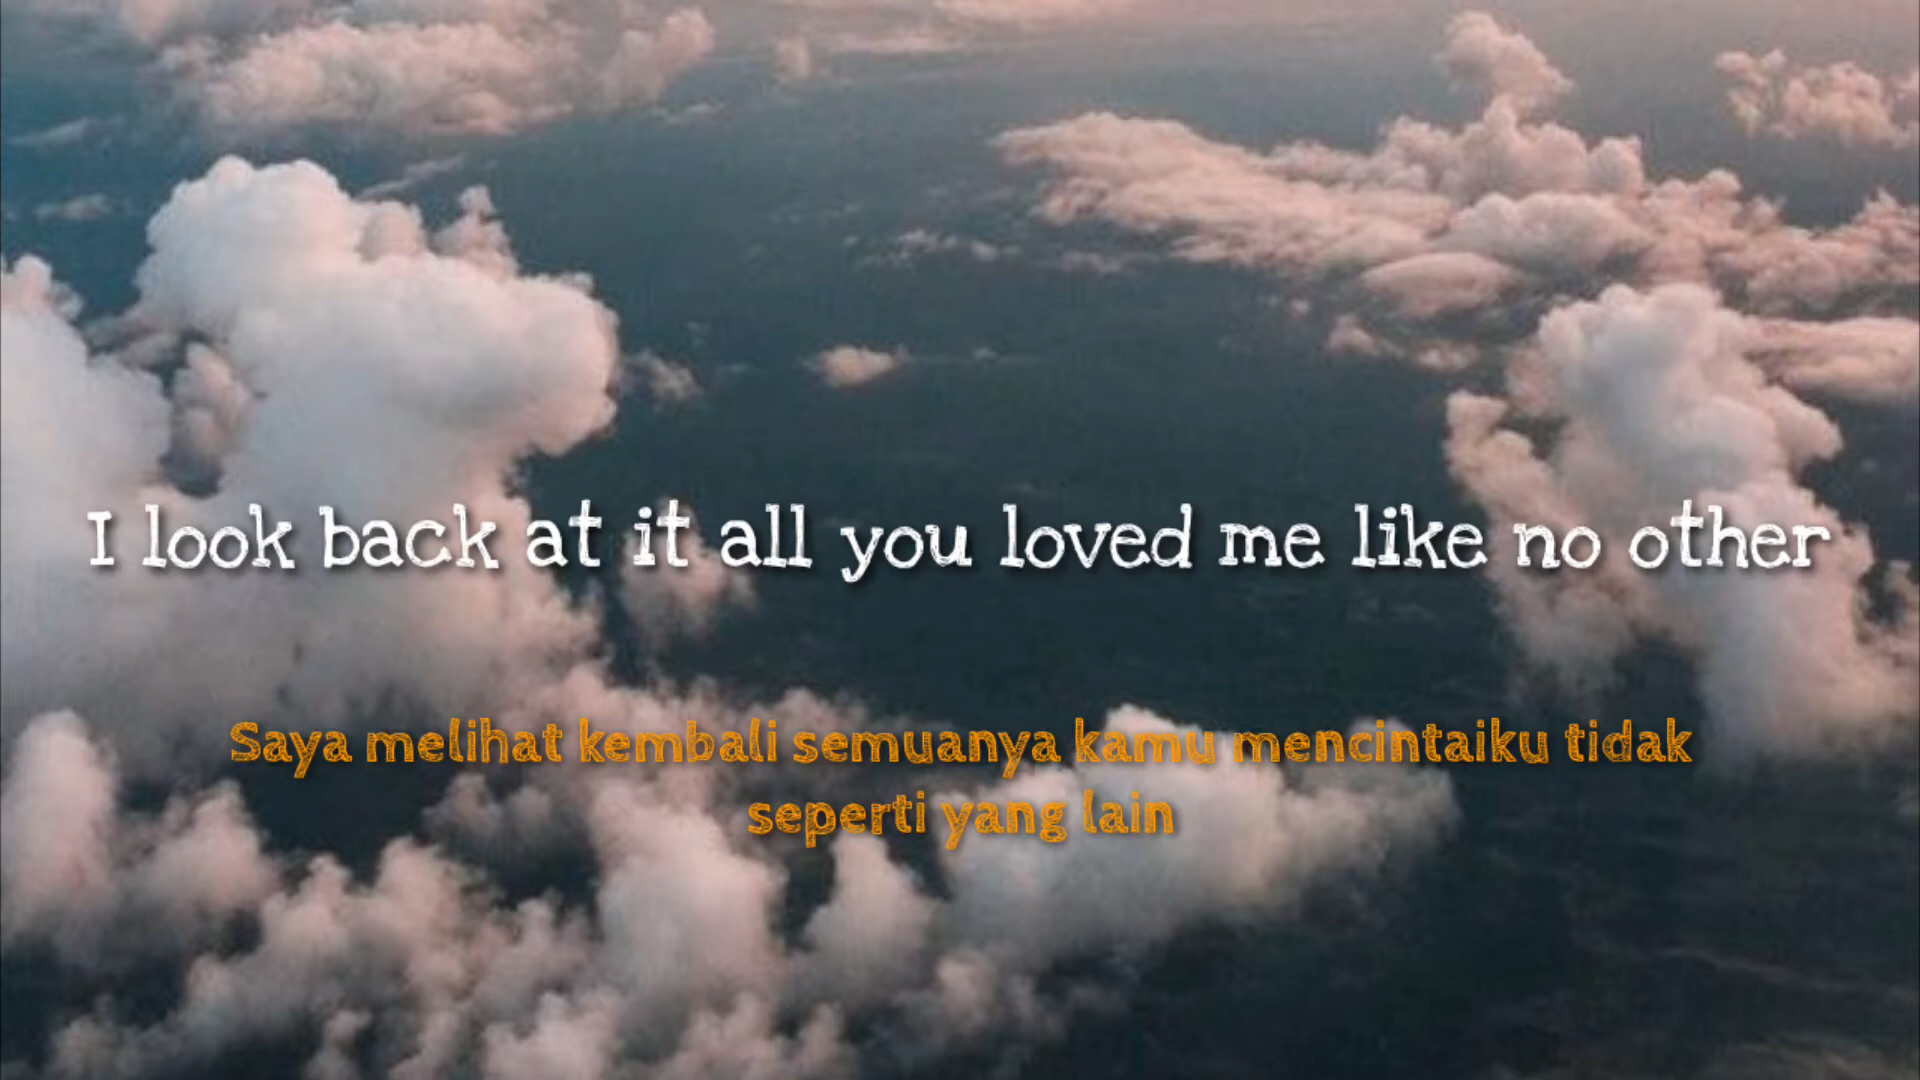 I look back at it all you loved me like no other
Saya melihat kembali semuanya kamu mencintaiku tidak
seperti yang lain